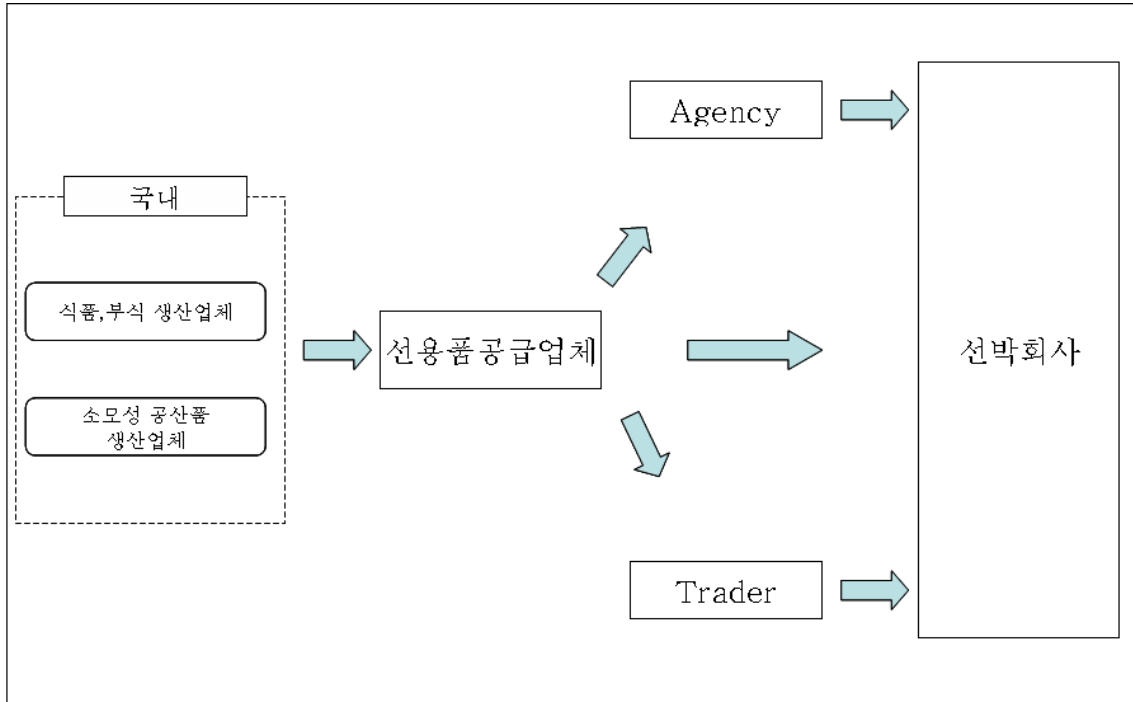 Agency
국내
식품,부식 생산업체
선용품공급업체
선박회사
소모성 공산품
생산업체
Trader